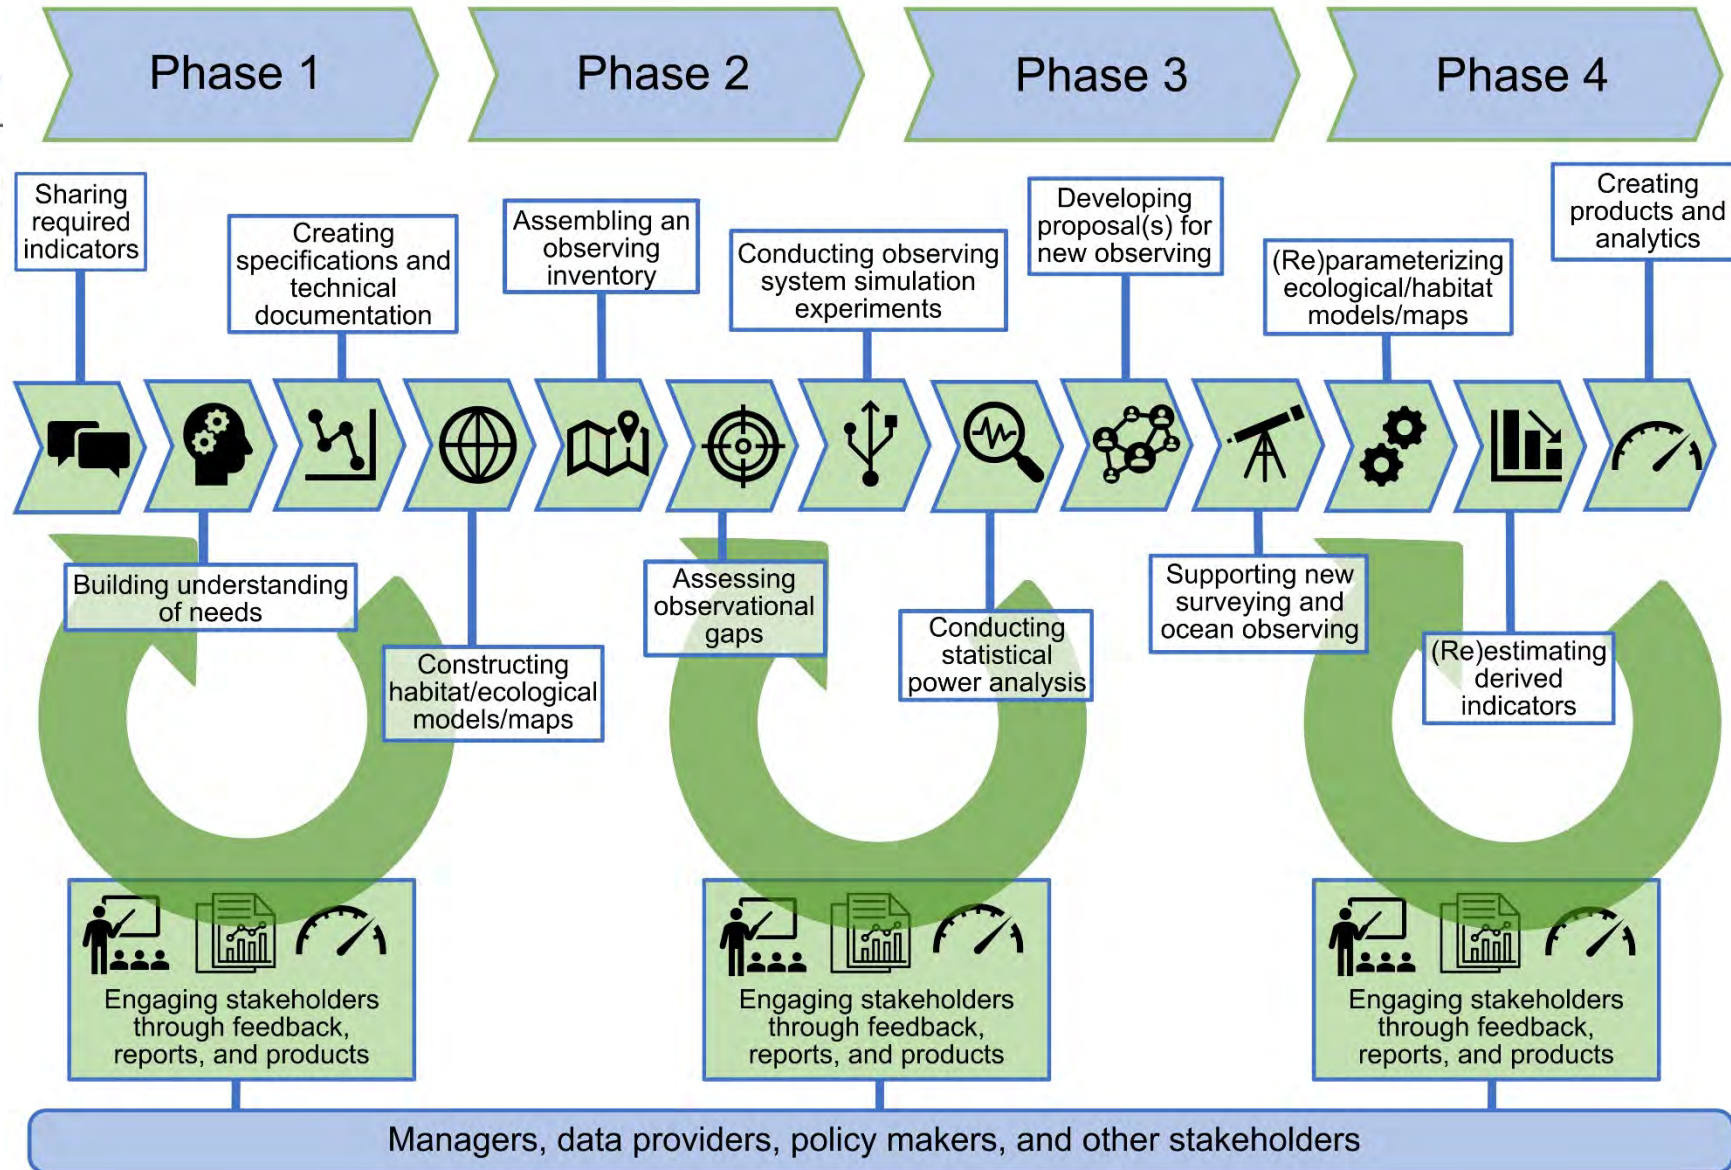 Phase 1
Phase 2
Phase 3
Phase 4
Sharing
required
indicators
Creating
specifications and
technical
documentation
Assembling an
observing
inventory
Conducting observing
system simulation
experiments
Developing
proposal(s) for
new observing
(Re)parameterizing
ecological/habitat
models/maps
Creating
products and
analytics
Building understanding
of needs
Constructing
habitat/ecological
models/maps
Assessing
observational
gaps
Conducting
statistical
power analysis
Supporting new
surveying and
ocean observing
(Re)estimating
derived
indicators
Engaging stakeholders
through feedback,
reports, and products
Engaging stakeholders
through feedback,
reports, and products
Engaging stakeholders
through feedback,
reports, and products
Managers, data providers, policy makers, and other stakeholders